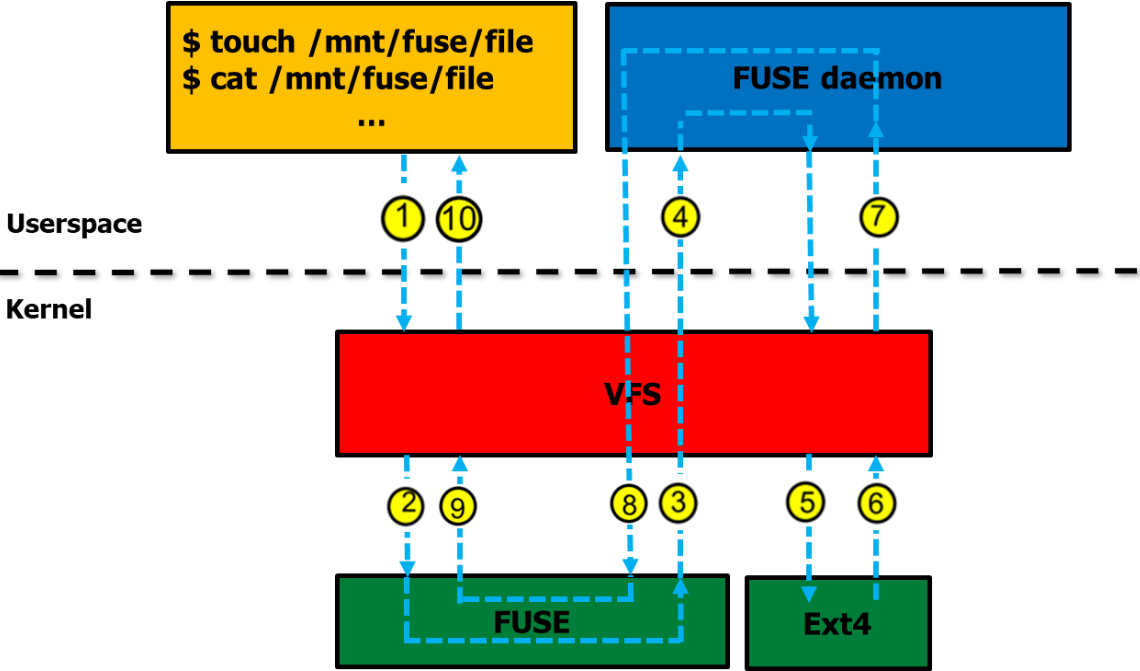 $ touch /mnt/fuse/file
$ cat /mnt/fuse/file
...
FUSE daemon
1
10
4
7
Userspace
Kernel
VFS
2
9
8
3
5
6
FUSE
Ext4